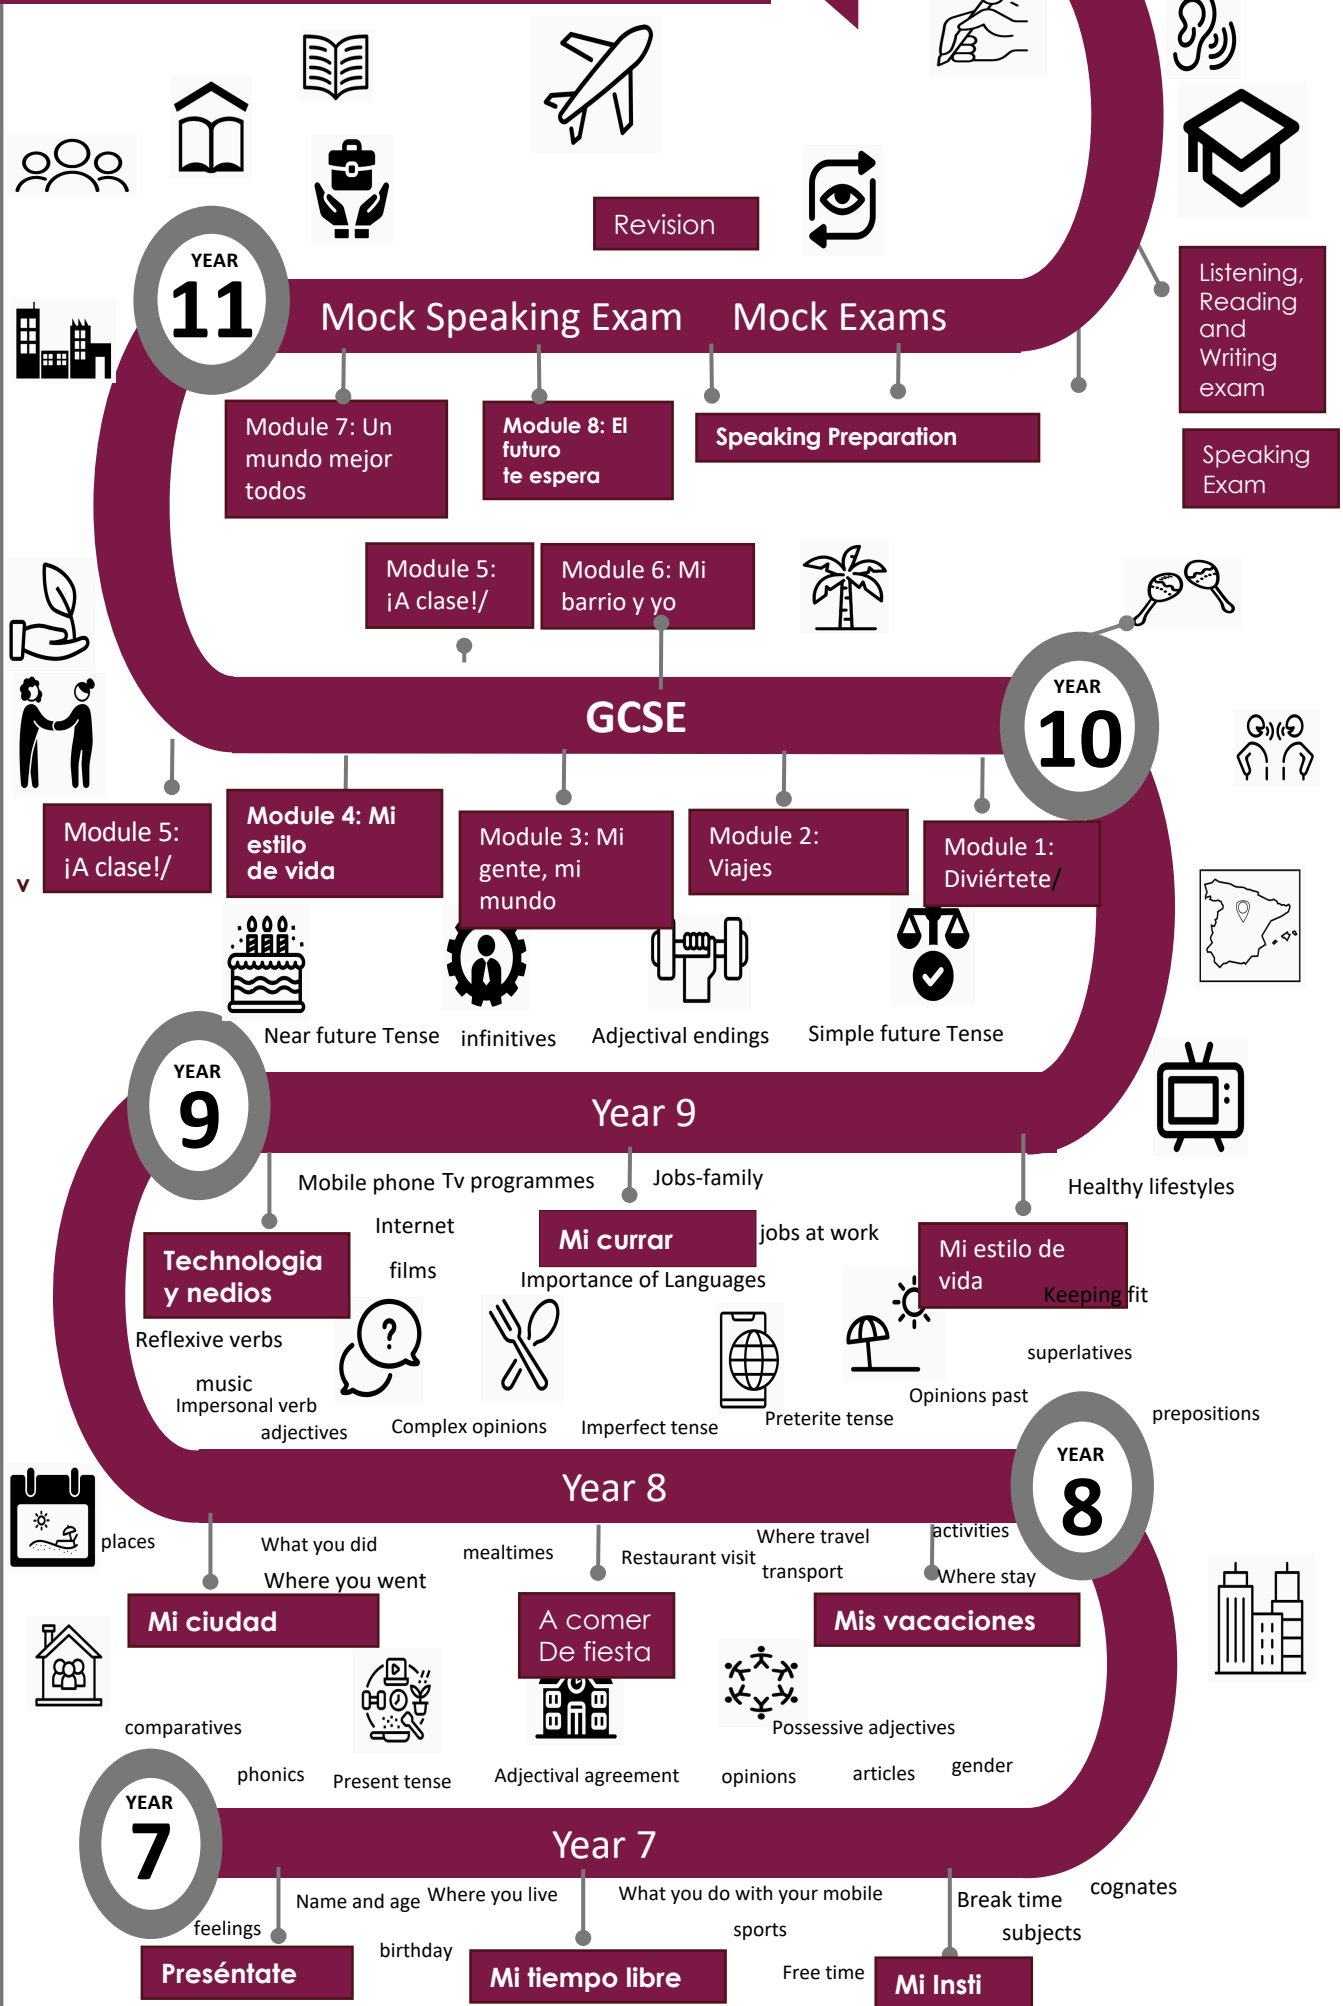 Revision
YEAR
11
Mock Speaking Exam
Mock Exams
Listening,
Reading
and
Writing
exam
Speaking
Exam
Module 7: Un
mundo mejor
todos
Module 8: El
futuro
te espera
Speaking Preparation
Module 5:
¡A clase!/
Module 6: Mi
barrio y yo
GCSE
YEAR
10
Module 5:
¡A clase!/
v
Module 4: Mi
estilo
de vida
Module 3: Mi
gente, mi
mundo
Module 2:
Viajes
Module 1:
Diviértete/
Near future Tense
infinitives
Adjectival endings
Simple future Tense
YEAR
9
Year 9
Mobile phone
Tv programmes
Jobs-family
Healthy lifestyles
Internet
films
Technologia
y nedios
Mi currar
jobs at work
Importance of Languages
Mi estilo de
vida
Keeping fit
Reflexive verbs
music
Impersonal verb
adjectives
Complex opinions
Imperfect tense
Preterite tense
Opinions past
superlatives
prepositions
Year 8
YEAR
8
places
What you did
Where you went
mealtimes
Restaurant visit
Where travel
transport
activities
Where stay
Mi ciudad
A comer
De fiesta
Mis vacaciones
comparatives
phonics
Present tense
Adjectival agreement
opinions
Possessive adjectives
articles
gender
YEAR
7
Year 7
feelings
Name and age
Where you live
birthday
What you do with your mobile
sports
Free time
Break time
subjects
cognates
Preséntate
Mi tiempo libre
Mi Insti